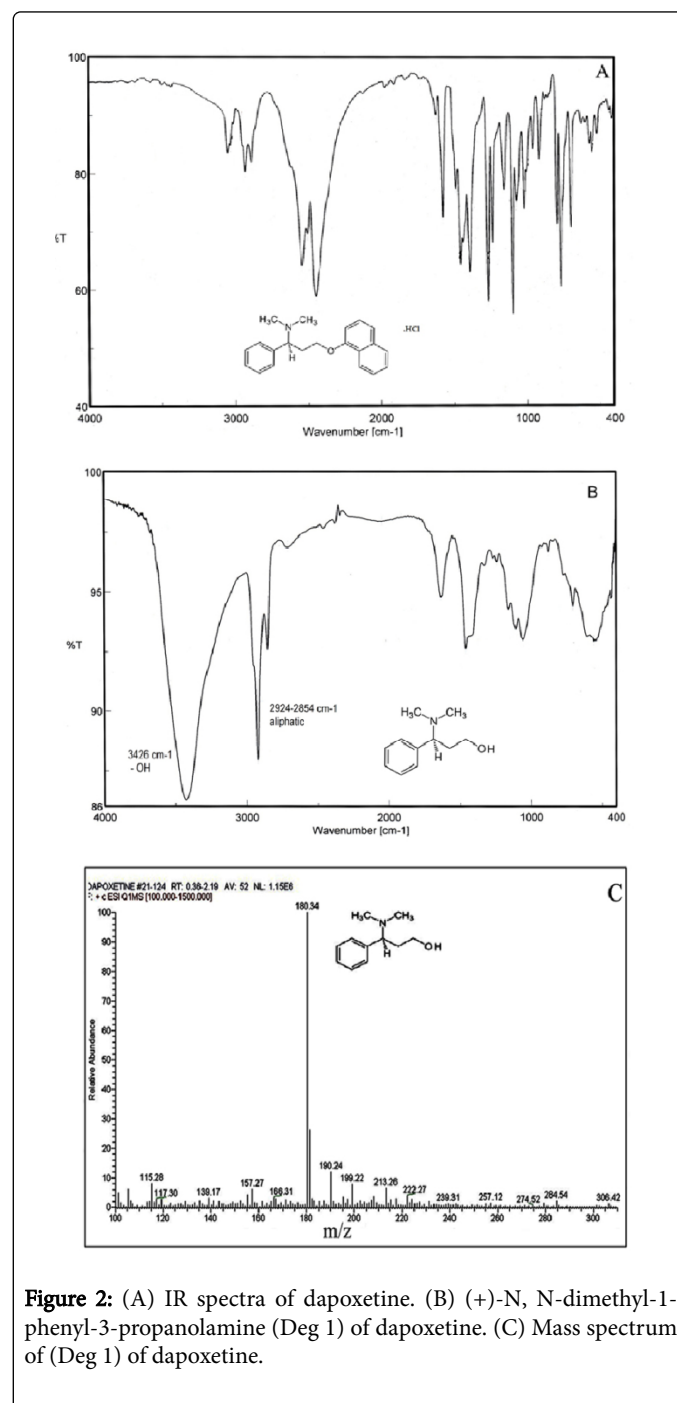 100
A
80
%T
60
40
H₃C
CH₃
N
H
O
.HCl
4000
3000
2000
1000
400
Wavenumber [cm-1]
100
B
95
%T
90
86
3426 cm-1
- OH
2924-2854 cm-1
aliphatic
H₃C
CH₃
N
H
OH
4000
3000
2000
1000
400
Wavenumber [cm-1]
DAPOXETINE #21-124 RT: 0.36-2.19 AV: 52 NL: 1.15E6
: + c ESI Q1MS [100.000-1500.000]
C
180.34
H₃C
CH₃
N
H
OH
100
90
80
70
60
50
40
30
20
10
0
Relative Abundance
115.28
117.30
139.17
157.27
166.31
190.24
199.22
213.26
222.27
239.31
257.12
274.52
284.54
306.42
100
120
140
160
180
200
220
240
260
280
300
m/z
Figure 2: (A) IR spectra of dapoxetine. (B) (+)-N, N-dimethyl-1-
phenyl-3-propanolamine (Deg 1) of dapoxetine. (C) Mass spectrum
of (Deg 1) of dapoxetine.